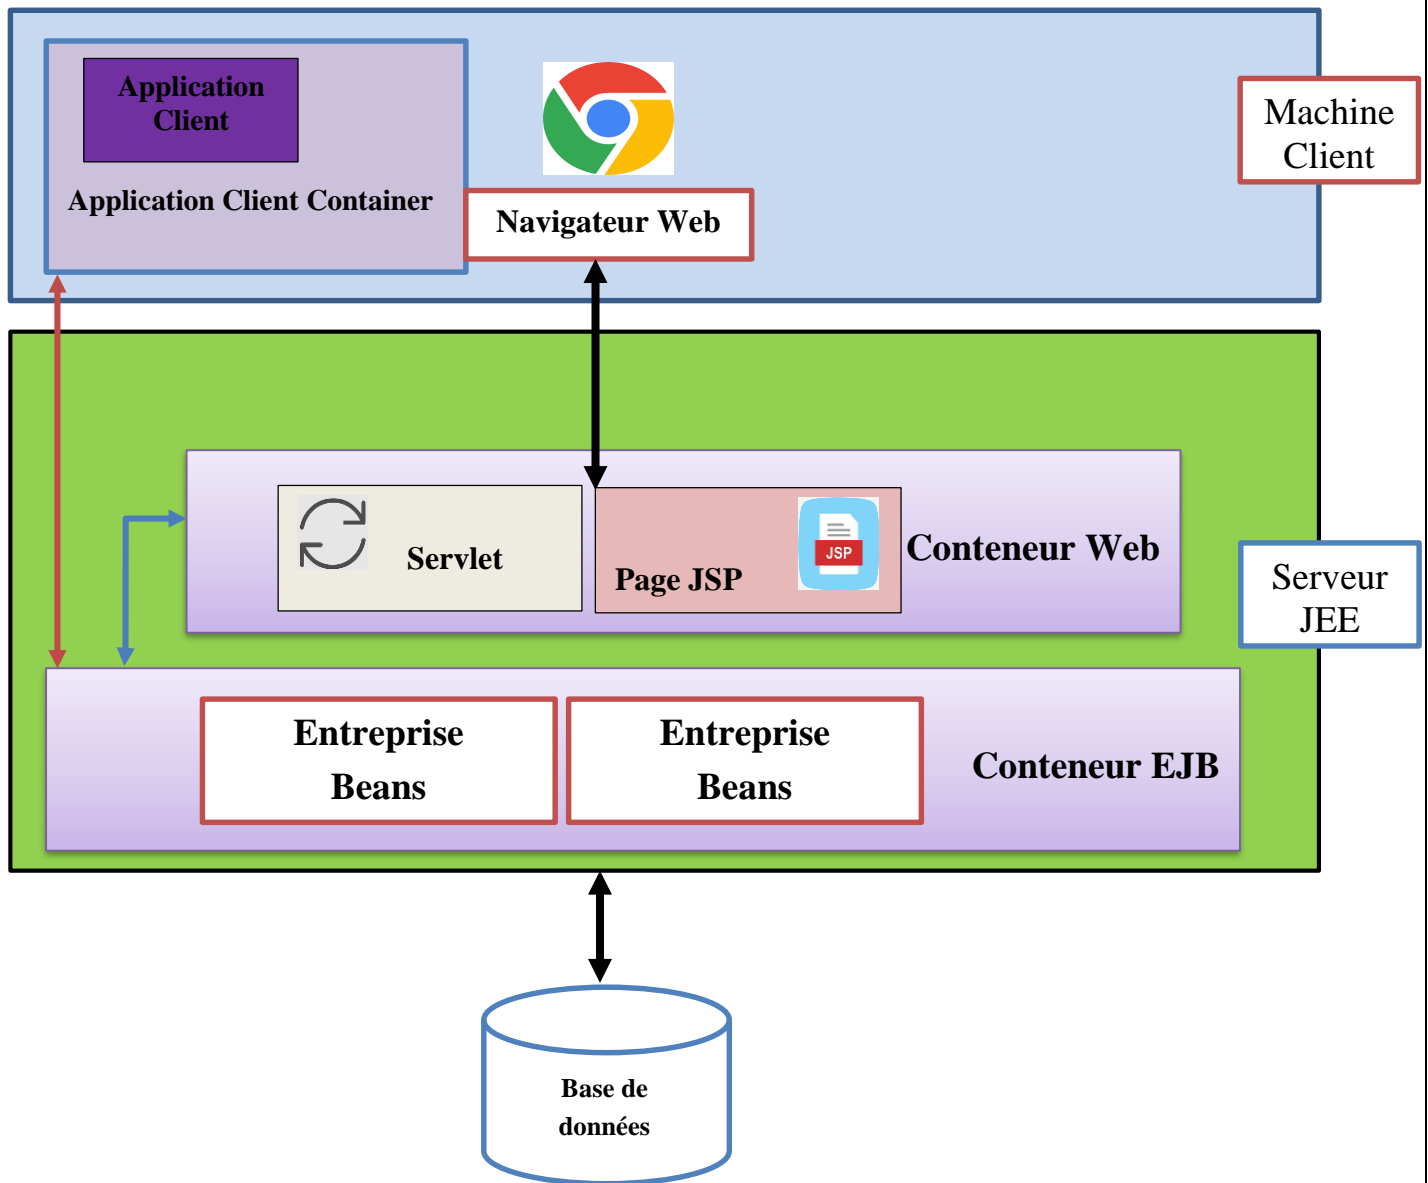 Application
Client
Application Client Container
Navigateur Web
Machine
Client
Servlet
Page JSP
JSP
Conteneur Web
Serveur
JEE
Entreprise
Beans
Entreprise
Beans
Conteneur EJB
Base de
données